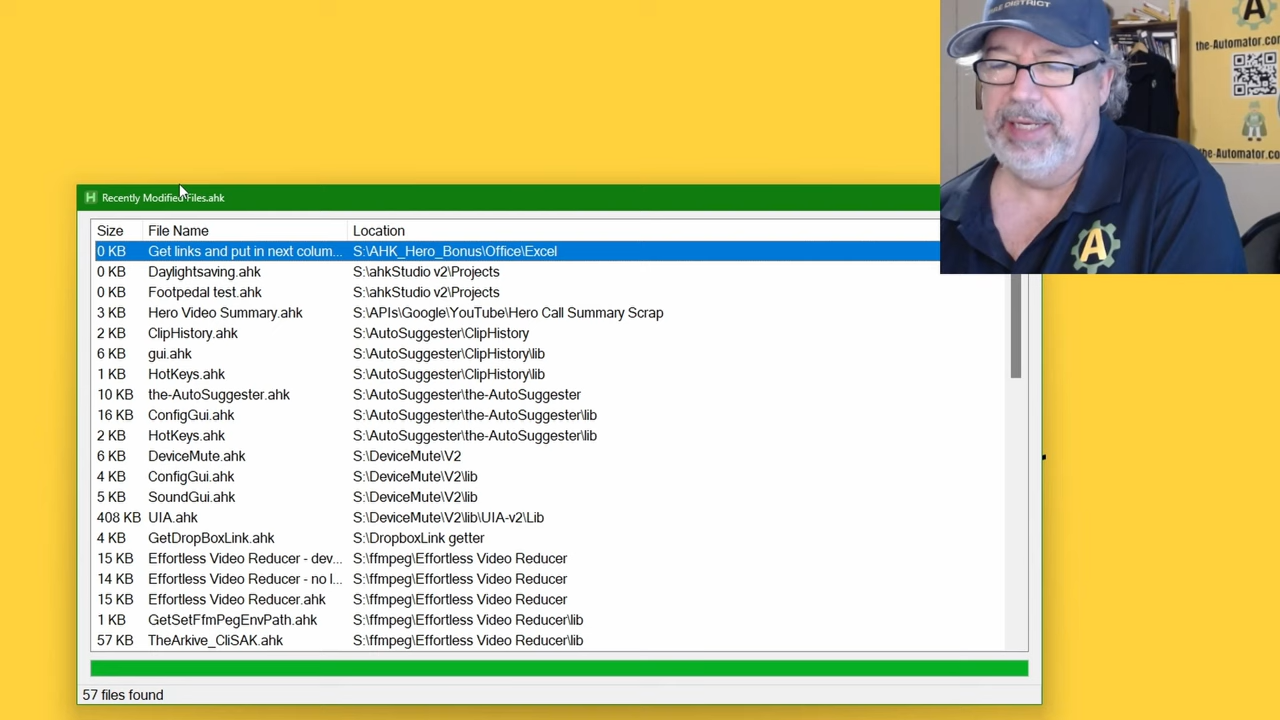 FIRE DISTRICT
A
the-Automator.com
the-Automator.co
A
H Recently Modified Files.ahk
Size File Name Location
0 KB Get links and put in next colum... S:\AHK_Hero_Bonus\Office\Excel
0 KB Daylightsaving.ahk S:\ahkStudio v2\Projects
0 KB Footpedal test.ahk S:\ahkStudio v2\Projects
3 KB Hero Video Summary.ahk S:\APIs\Google\YouTube\Hero Call Summary Scrap
2 KB ClipHistory.ahk S:\AutoSuggester\ClipHistory
6 KB gui.ahk S:\AutoSuggester\ClipHistory\lib
1 KB HotKeys.ahk S:\AutoSuggester\ClipHistory\lib
10 KB the-AutoSuggester.ahk S:\AutoSuggester\the-AutoSuggester
16 KB ConfigGui.ahk S:\AutoSuggester\the-AutoSuggester\lib
2 KB HotKeys.ahk S:\AutoSuggester\the-AutoSuggester\lib
6 KB DeviceMute.ahk S:\DeviceMute\V2
4 KB ConfigGui.ahk S:\DeviceMute\V2\lib
5 KB SoundGui.ahk S:\DeviceMute\V2\lib
408 KB UIA.ahk S:\DeviceMute\V2\lib\UIA-v2\Lib
4 KB GetDropBoxLink.ahk S:\DropboxLink getter
15 KB Effortless Video Reducer - dev... S:\ffmpeg\Effortless Video Reducer
14 KB Effortless Video Reducer - no l... S:\ffmpeg\Effortless Video Reducer
15 KB Effortless Video Reducer.ahk S:\ffmpeg\Effortless Video Reducer
1 KB GetSetFfmPegEnvPath.ahk S:\ffmpeg\Effortless Video Reducer\lib
57 KB TheArkive_CliSAK.ahk S:\ffmpeg\Effortless Video Reducer\lib
57 files found